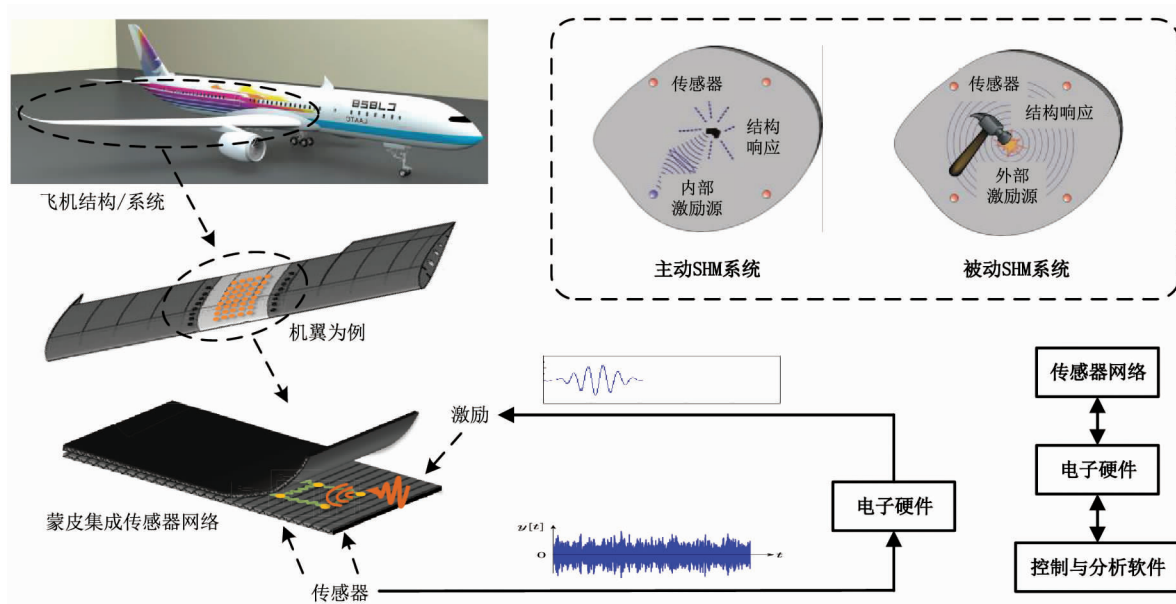 飞机结构/系统
机翼为例
蒙皮集成传感器网络
传感器
激励
传感器
结构
响应
内部
激励源
主动SHM系统
传感器
结构响应
外部
激励源
被动SHM系统
y[t]
O
t
电子硬件
传感器网络
电子硬件
控制与分析软件